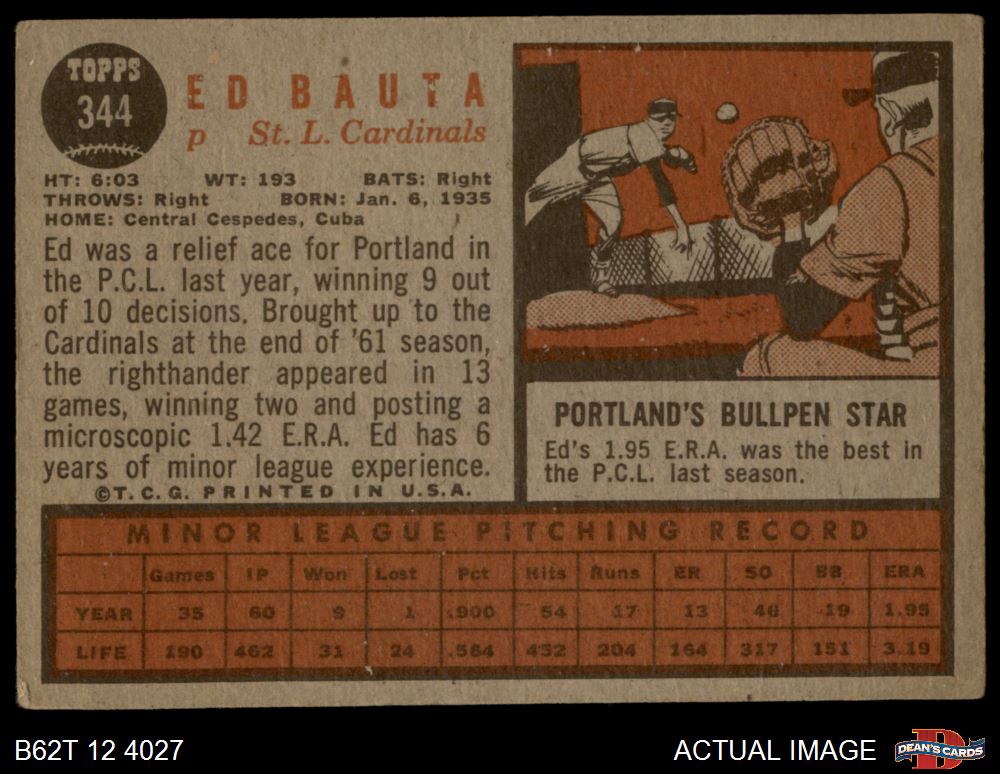 TOPPS
344
ED BAUTA
p St. L. Cardinals
HT: 6:03 WT: 193 BATS: Right
THROWS: Right BORN: Jan. 6, 1935
HOME: Central Cespedes, Cuba
Ed was a relief ace for Portland in
the P.C.L. last year, winning 9 out
of 10 decisions. Brought up to the
Cardinals at the end of '61 season,
the righthander appeared in 13
games, winning two and posting a
microscopic 1.42 E.R.A. Ed has 6
years of minor league experience.
©T. C. G. PRINTED IN U.S.A.
PORTLAND'S BULLPEN STAR
Ed's 1.95 E.R.A. was the best in
the P.C.L. last season.
MINOR LEAGUE PITCHING RECORD
Games IP Won Lost Pct Hits Runs ER SO BB ERA
YEAR 35 60 9 1 .900 54 17 13 46 19 1.95
LIFE 190 462 31 24 .564 452 204 164 317 151 3.19
B62T 12 4027
ACTUAL IMAGE
D
DEAN'S CARDS